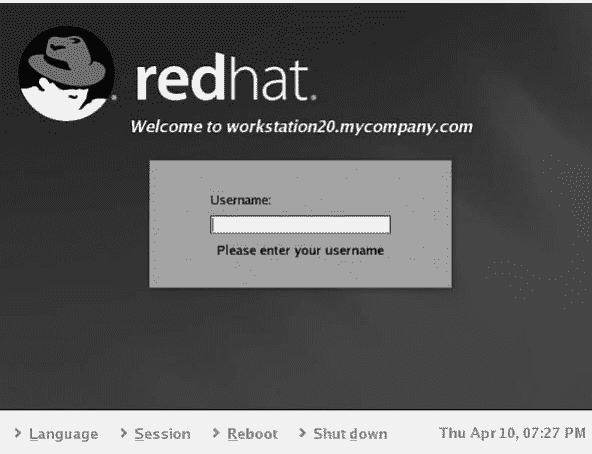 redhat.
Welcome to workstation20.mycompany.com
Username:
Please enter your username
Language Session Reboot Shut down Thu Apr 10, 07:27 PM